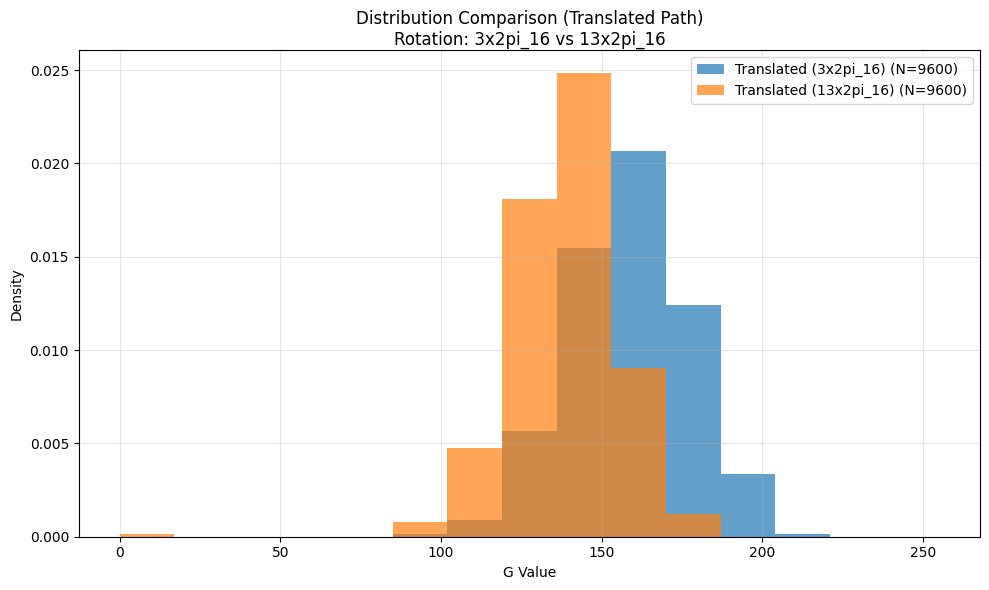 Distribution Comparison (Translated Path)
Rotation: 3x2pi_16 vs 13x2pi_16
Translated (3x2pi_16) (N=9600)
Translated (13x2pi_16) (N=9600)
Density
0.025
0.020
0.015
0.010
0.005
0.000
0 50 100 150 200 250
G Value